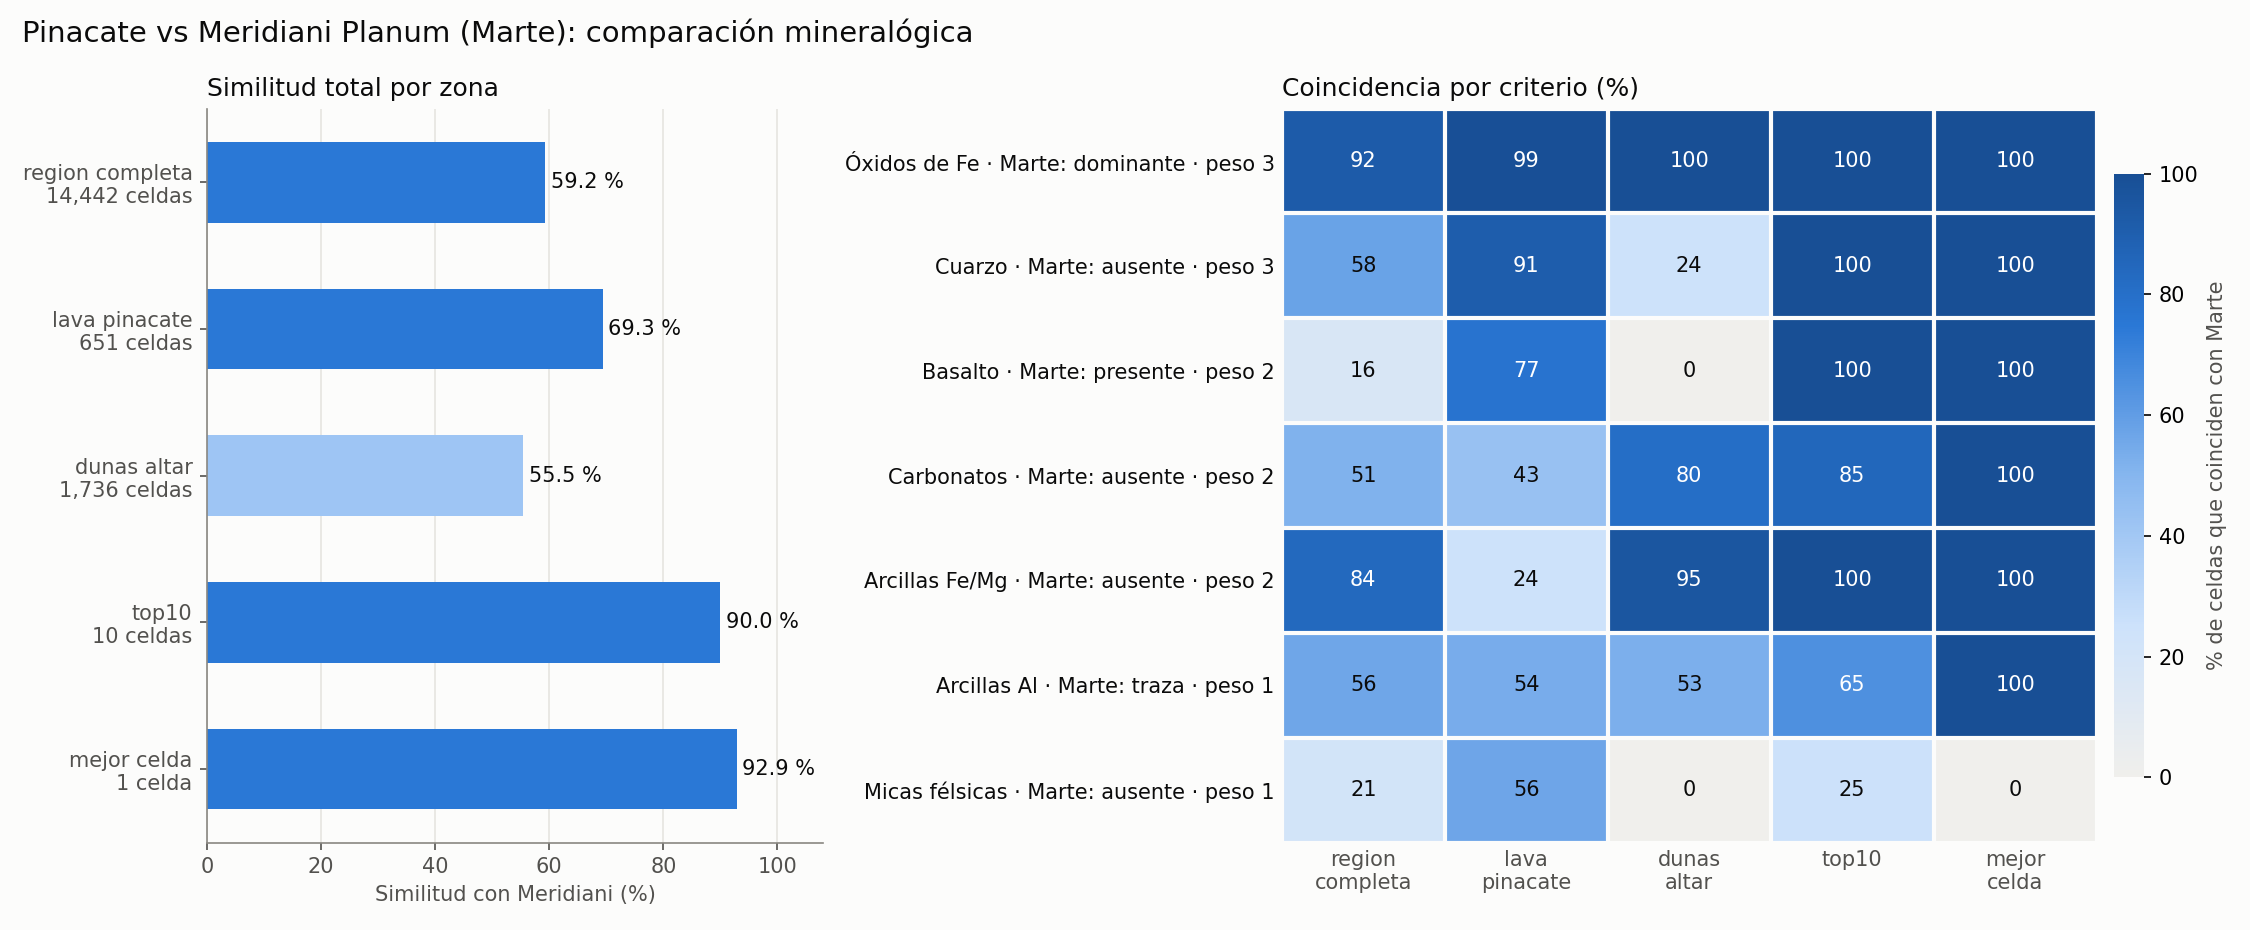 Pinacate vs Meridiani Planum (Marte): comparación mineralógica
Similitud total por zona
region completa
14,442 celdas
59.2 %
lava pinacate
651 celdas
69.3 %
dunas altar
1,736 celdas
55.5 %
top10
10 celdas
90.0 %
mejor celda
1 celda
92.9 %
0 20 40 60 80 100
Similitud con Meridiani (%)
Coincidencia por criterio (%)
Óxidos de Fe · Marte: dominante · peso 3 92 99 100 100 100
Cuarzo · Marte: ausente · peso 3 58 91 24 100 100
Basalto · Marte: presente · peso 2 16 77 0 100 100
Carbonatos · Marte: ausente · peso 2 51 43 80 85 100
Arcillas Fe/Mg · Marte: ausente · peso 2 84 24 95 100 100
Arcillas Al · Marte: traza · peso 1 56 54 53 65 100
Micas félsicas · Marte: ausente · peso 1 21 56 0 25 0
region
completa
lava
pinacate
dunas
altar
top10
mejor
celda
100
80
60
40
20
0
% de celdas que coinciden con Marte